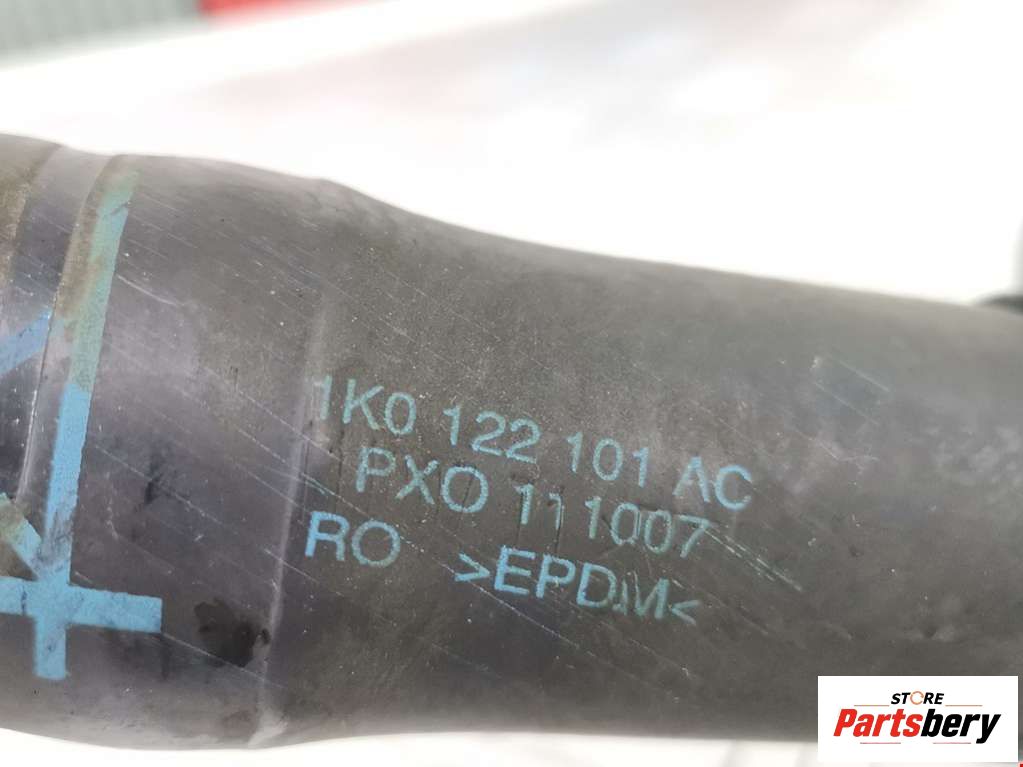 1K0 122 101 AC
PXO 111007
RO >EPDM<
STORE
Partsbery